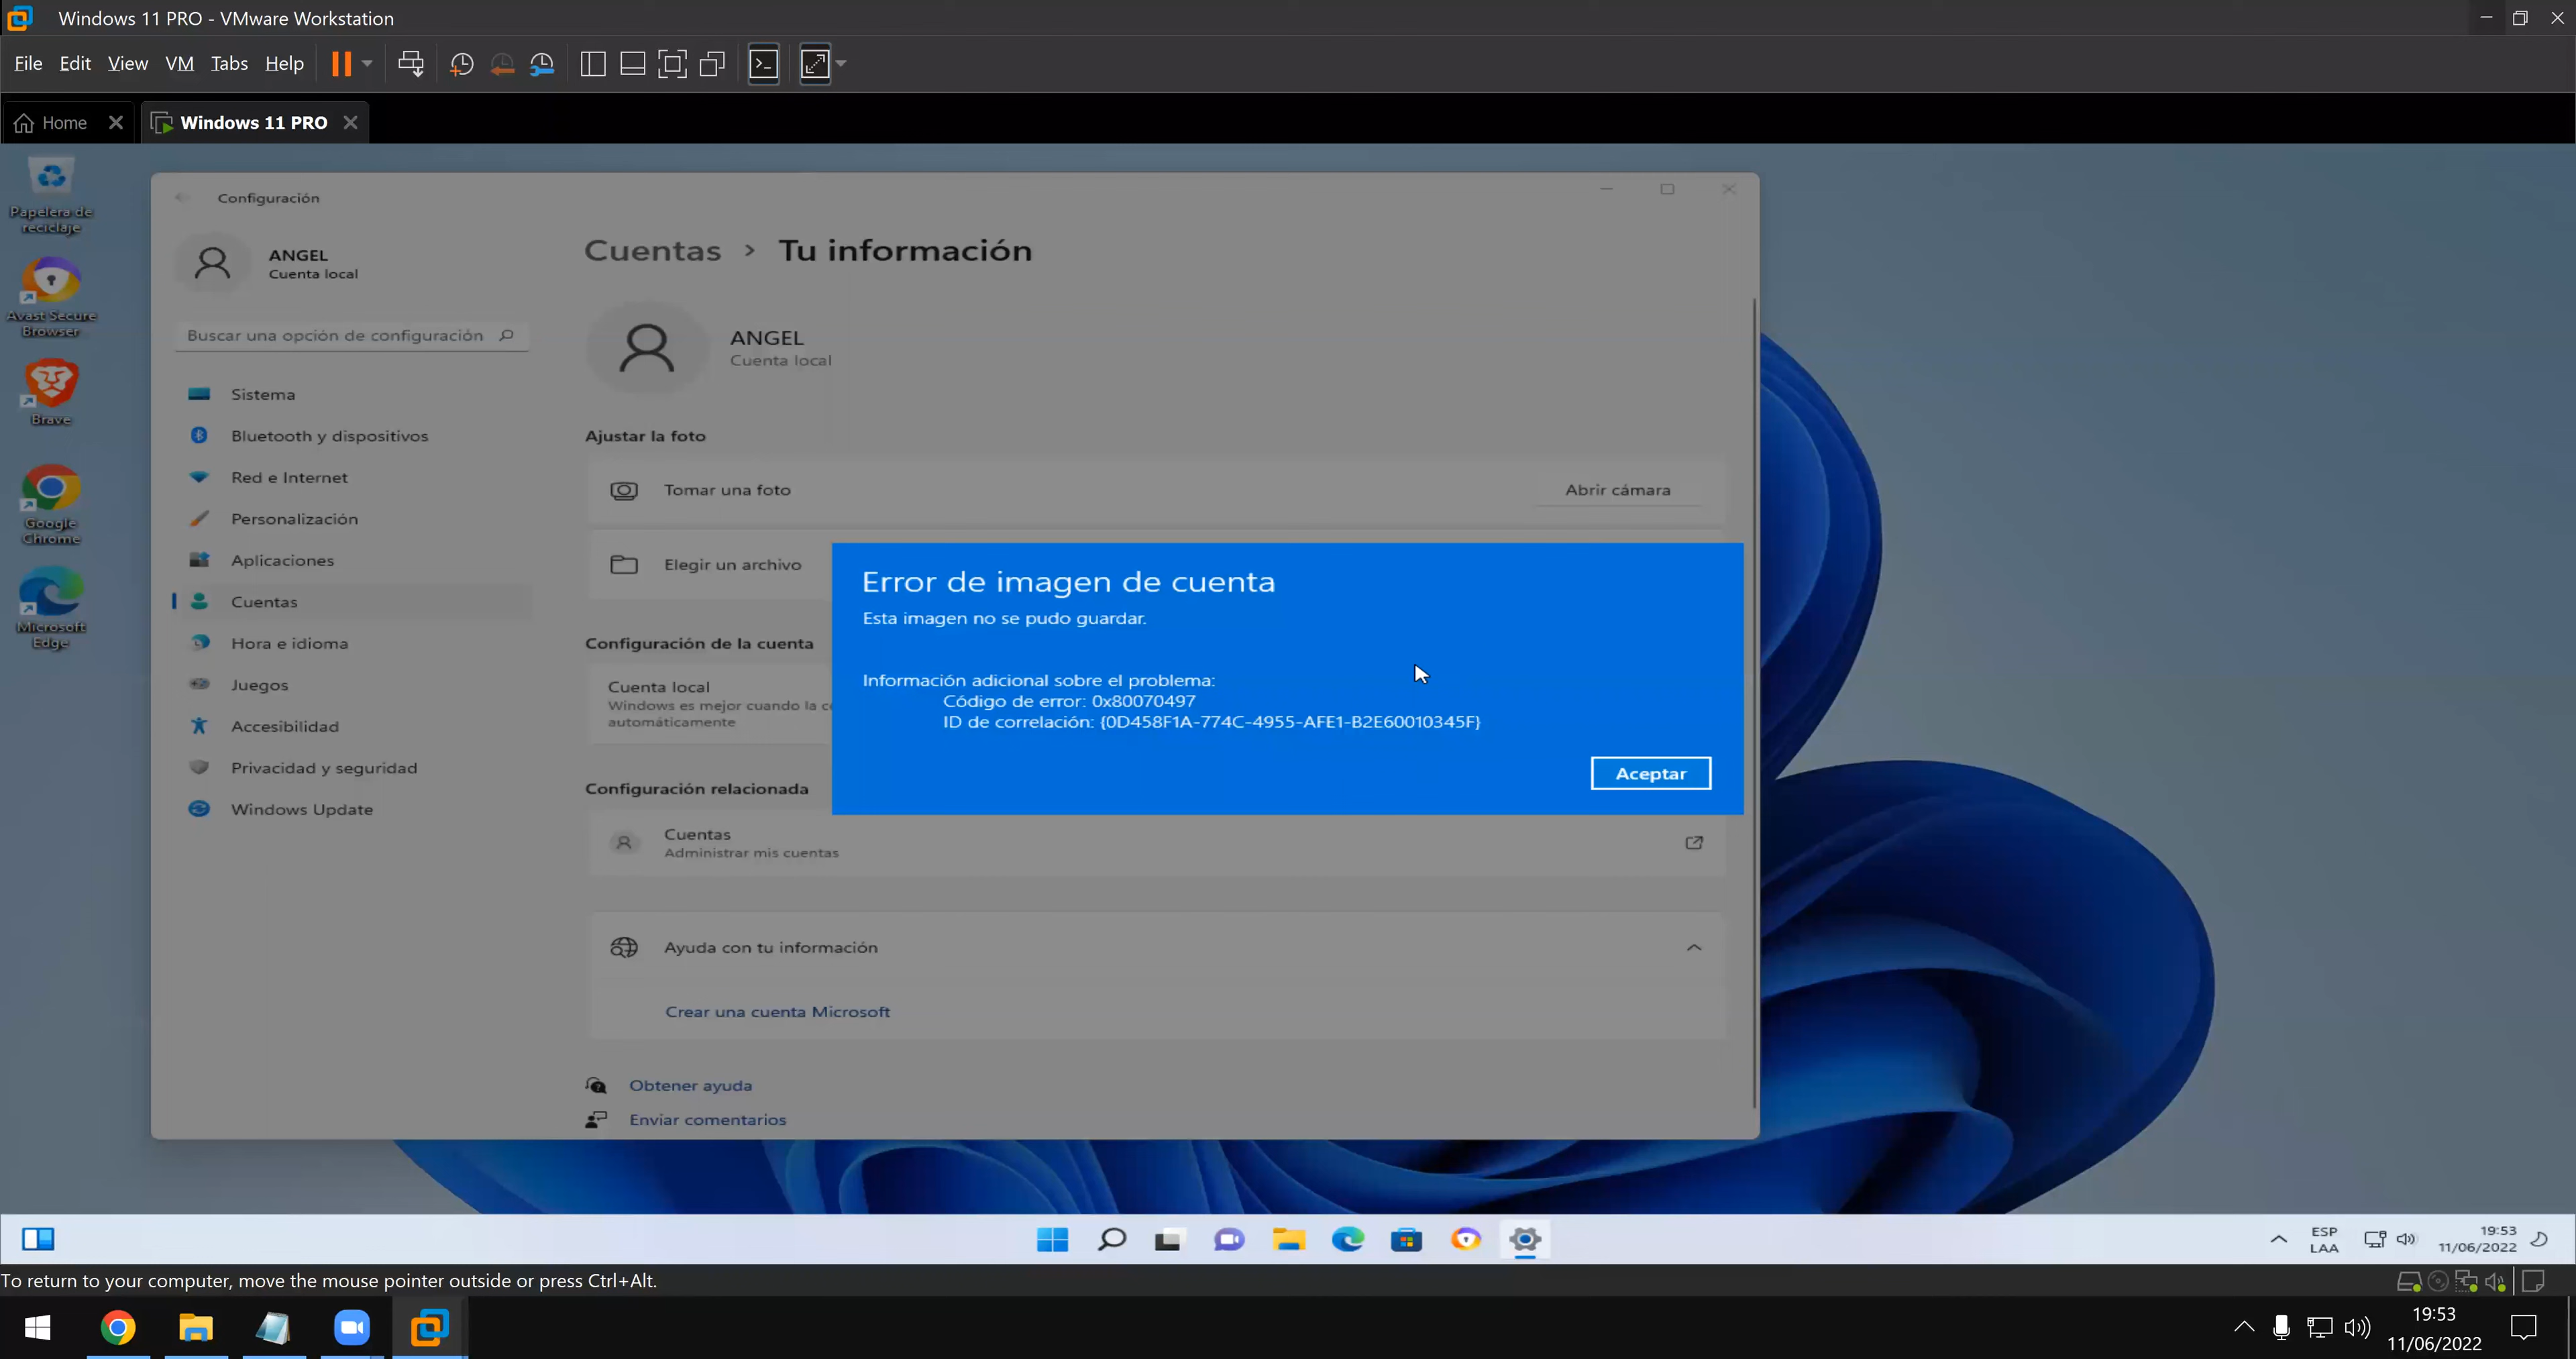 Windows 11 PRO - VMware Workstation
File Edit View VM Tabs Help
Home
Windows 11 PRO
Papelera de
reciclaje
Avast Secure
Browser
Brave
Google
Chrome
Microsoft
Edge
Configuración
ANGEL
Cuenta local
Buscar una opción de configuración
Sistema
Bluetooth y dispositivos
Red e Internet
Personalización
Aplicaciones
Cuentas
Hora e idioma
Juegos
Accesibilidad
Privacidad y seguridad
Windows Update
Cuentas > Tu información
ANGEL
Cuenta local
Ajustar la foto
Tomar una foto
Abrir cámara
Elegir un archivo
Configuración de la cuenta
Cuenta local
Windows es mejor cuando la c
automáticamente
Error de imagen de cuenta
Esta imagen no se pudo guardar.
Información adicional sobre el problema:
Código de error: 0x80070497
ID de correlación: {0D458F1A-774C-4955-AFE1-B2E60010345F}
Aceptar
Configuración relacionada
Cuentas
Administrar mis cuentas
Ayuda con tu información
Crear una cuenta Microsoft
Obtener ayuda
Enviar comentarios
ESP
LAA
19:53
11/06/2022
To return to your computer, move the mouse pointer outside or press Ctrl+Alt.
19:53
11/06/2022